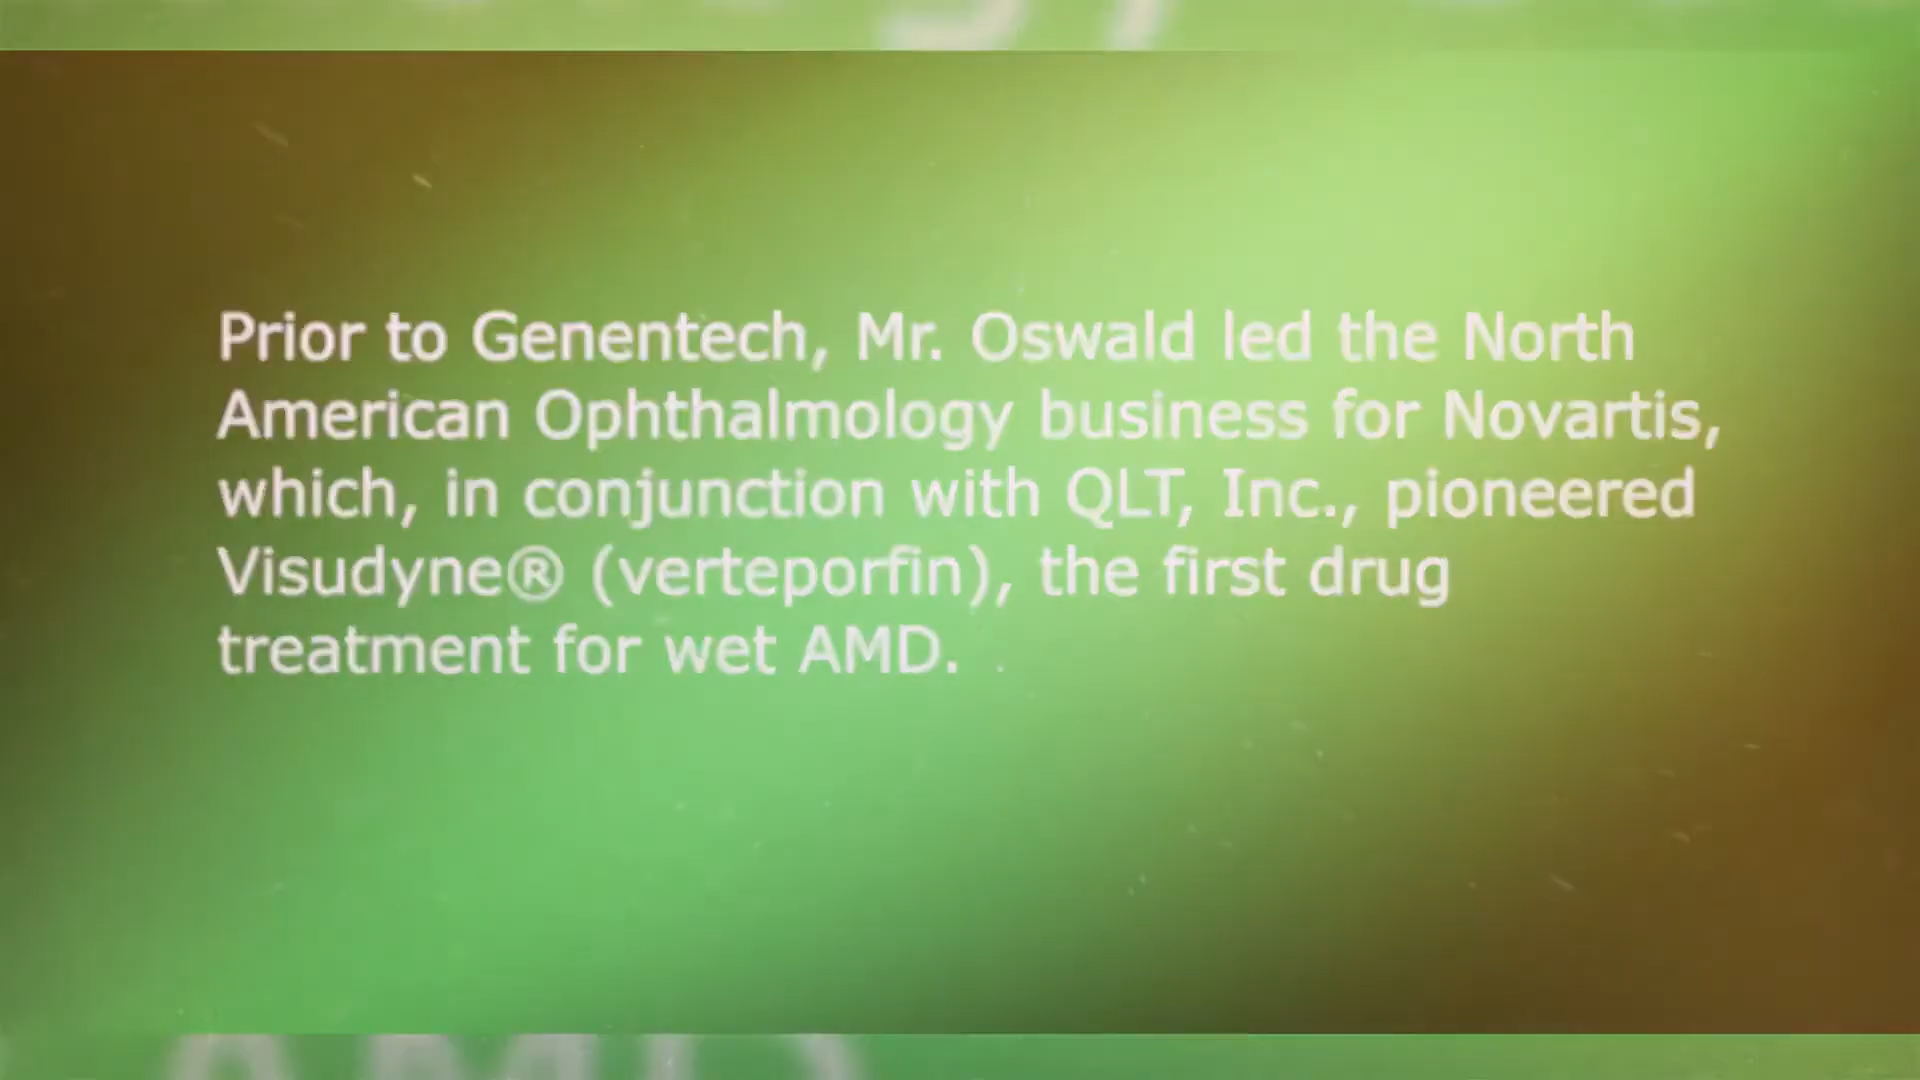 Prior to Genentech, Mr. Oswald led the North
American Ophthalmology business for Novartis,
which, in conjunction with QLT, Inc., pioneered
Visudyne® (verteporfin), the first drug
treatment for wet AMD.
AMD